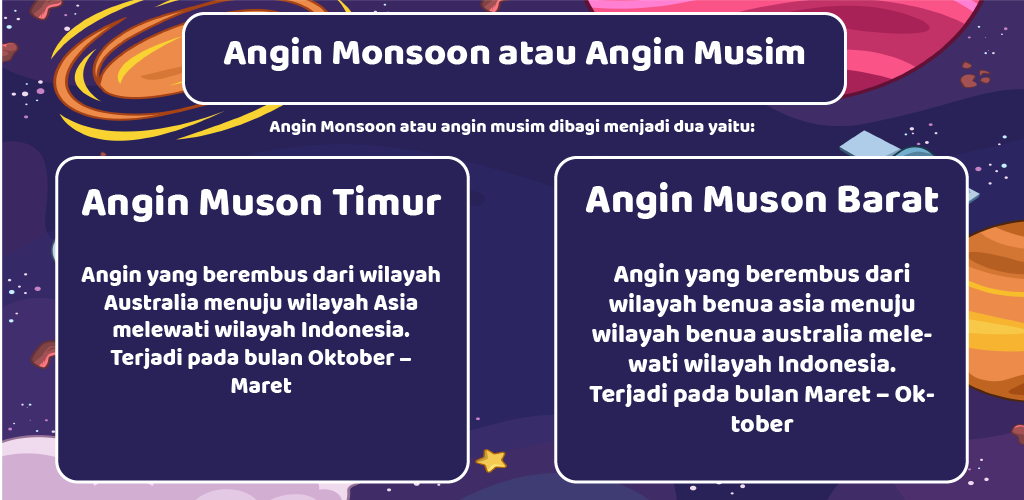 Angin Monsoon atau Angin Musim
Angin Monsoon atau angin musim dibagi menjadi dua yaitu:
Angin Muson Timur
Angin yang berembus dari wilayah
Australia menuju wilayah Asia
melewati wilayah Indonesia.
Terjadi pada bulan Oktober –
Maret
Angin Muson Barat
Angin yang berembus dari
wilayah benua asia menuju
wilayah benua australia mele-
wati wilayah Indonesia.
Terjadi pada bulan Maret – Ok-
tober